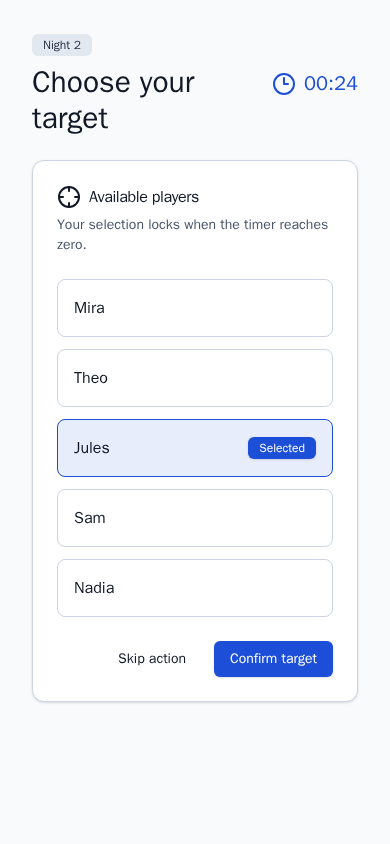 Night 2
Choose your
target
00:24
Available players
Your selection locks when the timer reaches
zero.
Mira
Theo
Jules
Selected
Sam
Nadia
Skip action
Confirm target